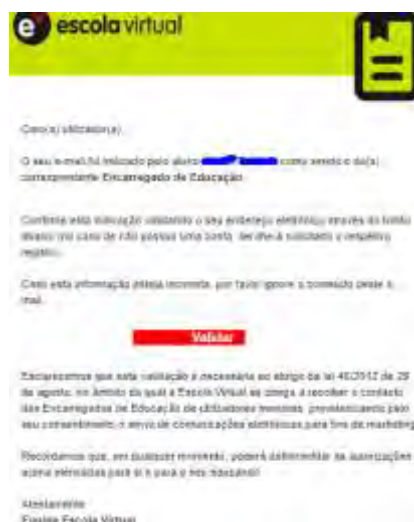 escola virtual
Caro(a) utilizador(a),
O seu e-mail foi indicado pelo aluno como sendo o do(a)
correspondente Encarregado de Educação.
Confirme esta indicação validando o seu endereço eletrónico através do botão
abaixo (no caso de não possuir uma conta, ser-lhe-á solicitado o respetivo
registo).
Caso esta informação esteja incorreta, por favor ignore o conteúdo deste e-
mail.
Validar
Esclarecemos que esta validação é necessária ao abrigo da lei 46/2012 de 29
de agosto, no âmbito da qual a Escola Virtual se obriga a recolher o contacto
dos Encarregados de Educação de utilizadores menores, providenciando pelo
seu consentimento, o envio de comunicações eletrónicas para fins de marketing.
Recordamos que, em qualquer momento, poderá as autorizações
acima para si e para o seu educando.
Atentamente
Equipa Escola Virtual